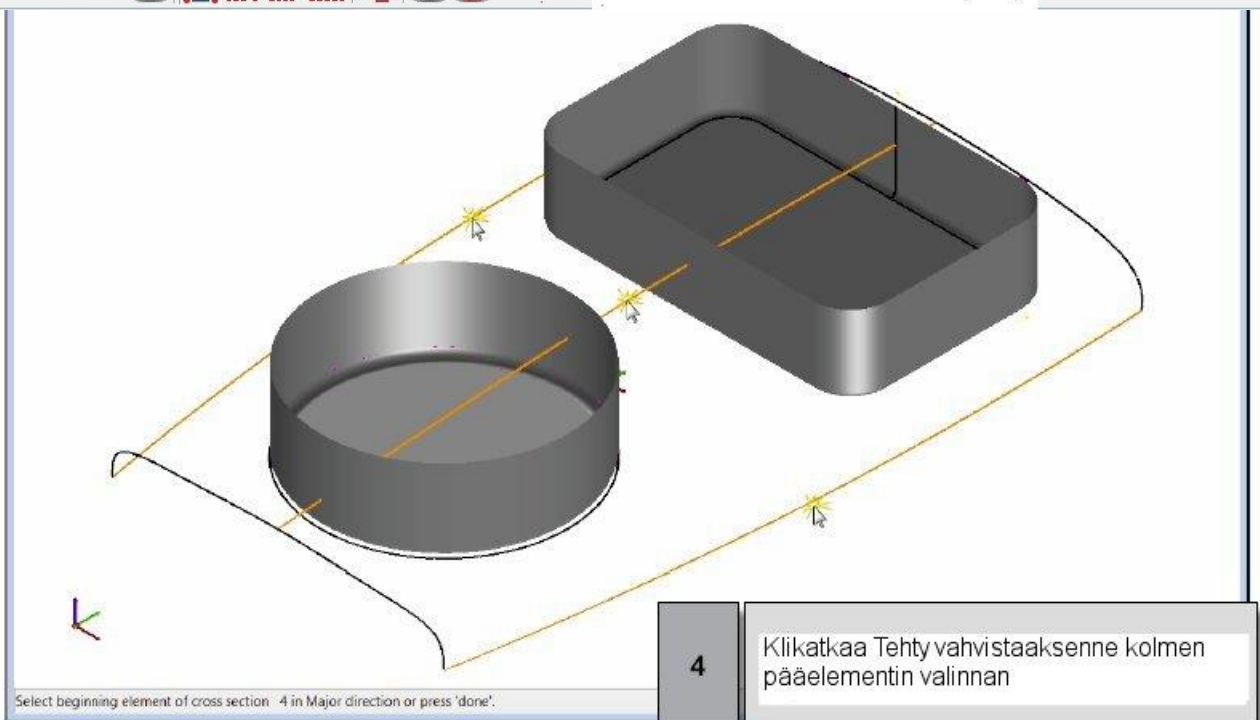 4
Klikatkaa Tehty vahvistaaksenne kolmen
pääelementin valinnan
Select beginning element of cross section 4 in Major direction or press 'done'.